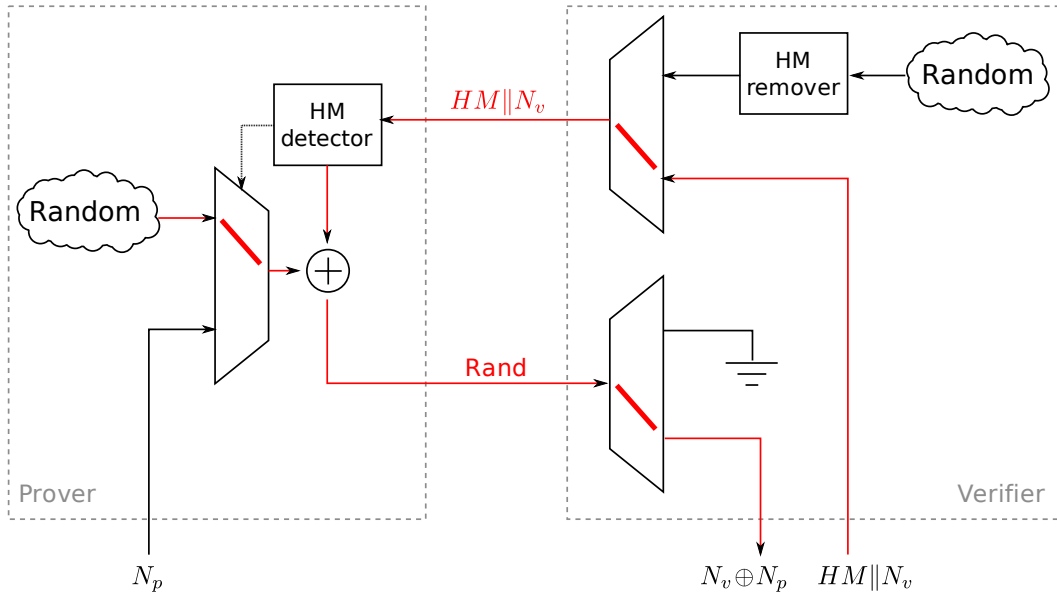 HM
remover
Random
HM∥N_v
HM
detector
Random
Rand
Prover
Verifier
N_p
N_v⊕N_p
HM∥N_v